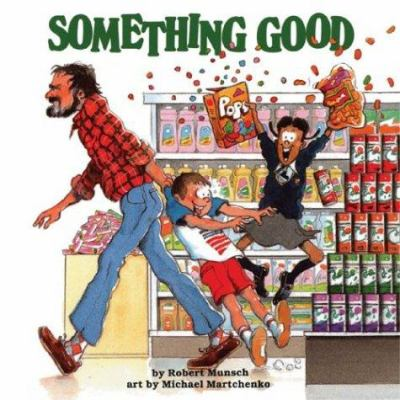 SOMETHING GOOD
Pops
by Robert Munsch
art by Michael Martchenko